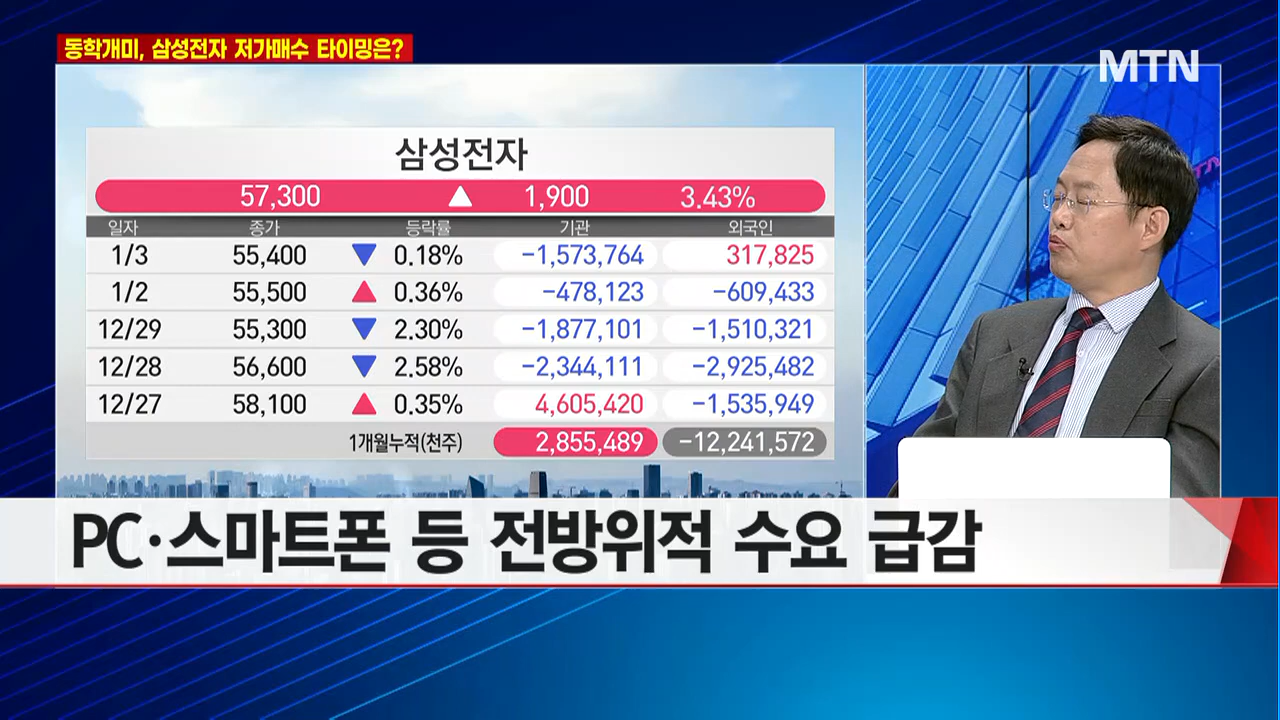 동학개미, 삼성전자 저가매수 타이밍은?
MTN
삼성전자
57,300 ▲ 1,900 3.43%
일자 종가 등락률 기관 외국인
1/3 55,400 ▼ 0.18% -1,573,764 317,825
1/2 55,500 ▲ 0.36% -478,123 -609,433
12/29 55,300 ▼ 2.30% -1,877,101 -1,510,321
12/28 56,600 ▼ 2.58% -2,344,111 -2,925,482
12/27 58,100 ▲ 0.35% 4,605,420 -1,535,949
1개월누적(천주) 2,855,489 -12,241,572
PC·스마트폰 등 전방위적 수요 급감